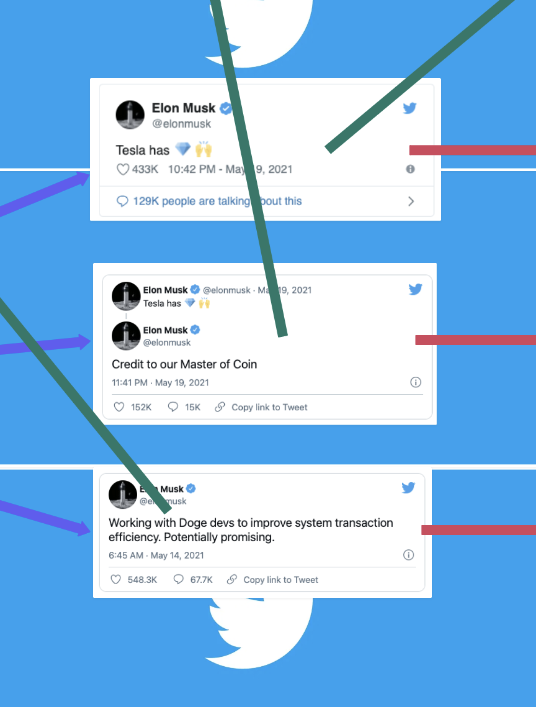 Elon Musk
@elonmusk
Tesla has 💎 🙌
433K 10:42 PM - May 19, 2021
129K people are talking about this
Elon Musk @elonmusk · May 19, 2021
Tesla has 💎 🙌
Elon Musk
@elonmusk
Credit to our Master of Coin
11:41 PM · May 19, 2021
152K 15K Copy link to Tweet
Elon Musk
@elonmusk
Working with Doge devs to improve system transaction
efficiency. Potentially promising.
6:45 AM · May 14, 2021
548.3K 67.7K Copy link to Tweet